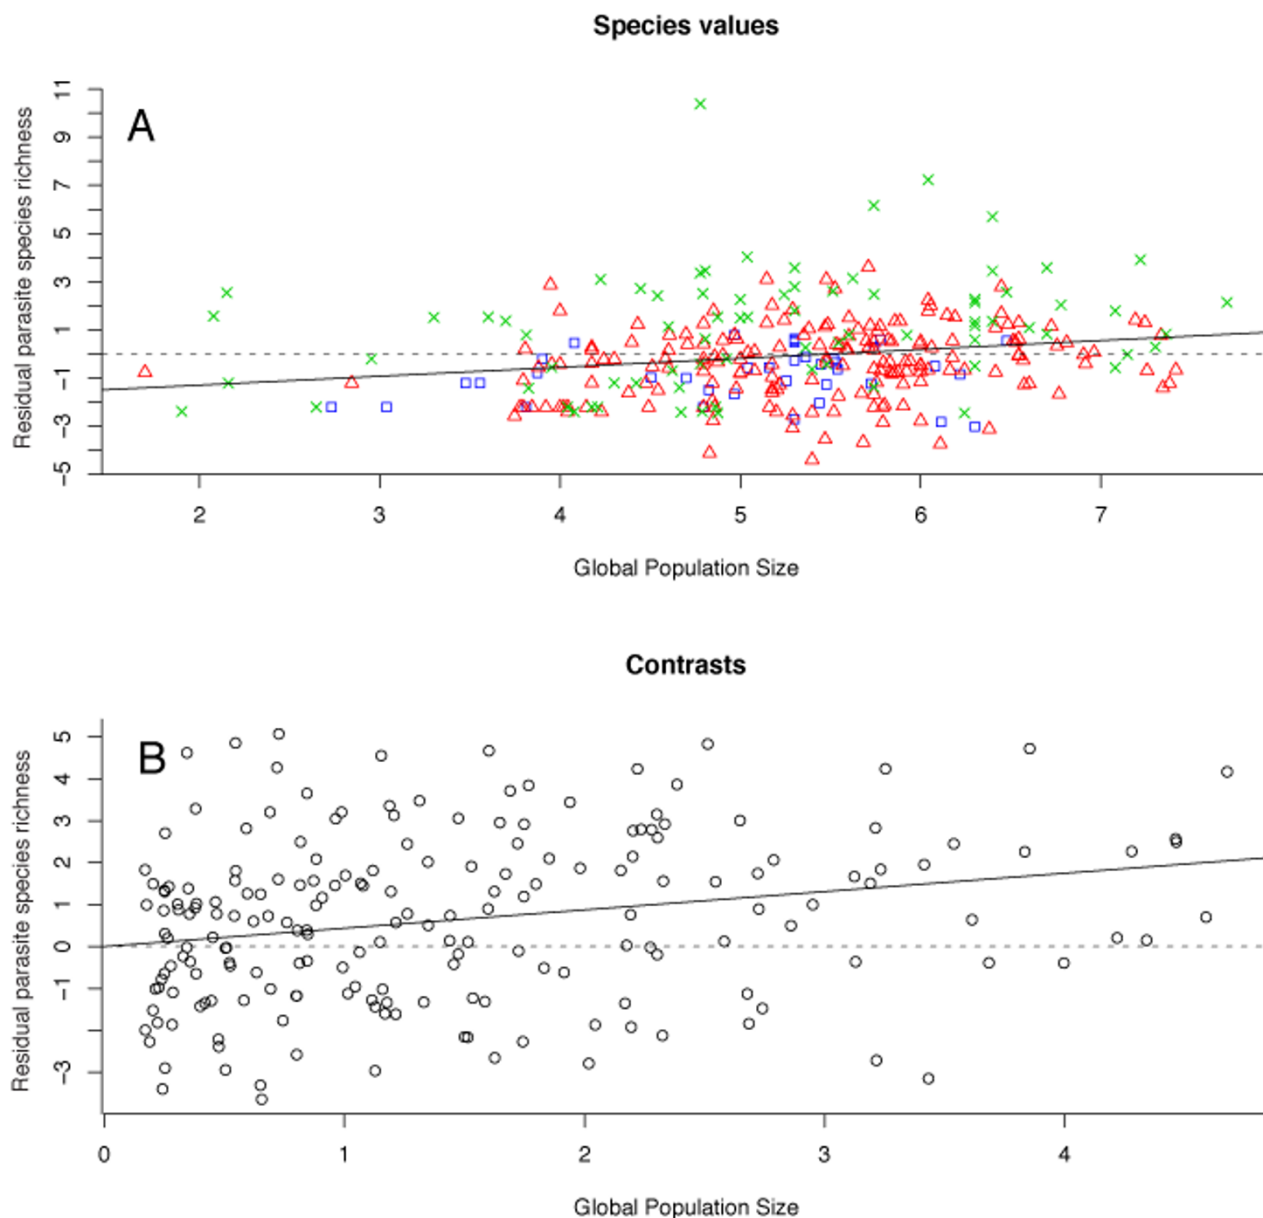 Species values
A
Residual parasite species richness
11
9
7
5
3
1
−1
−3
−5
2 3 4 5 6 7
Global Population Size
Contrasts
B
Residual parasite species richness
5
4
3
2
1
0
−1
−3
0 1 2 3 4
Global Population Size